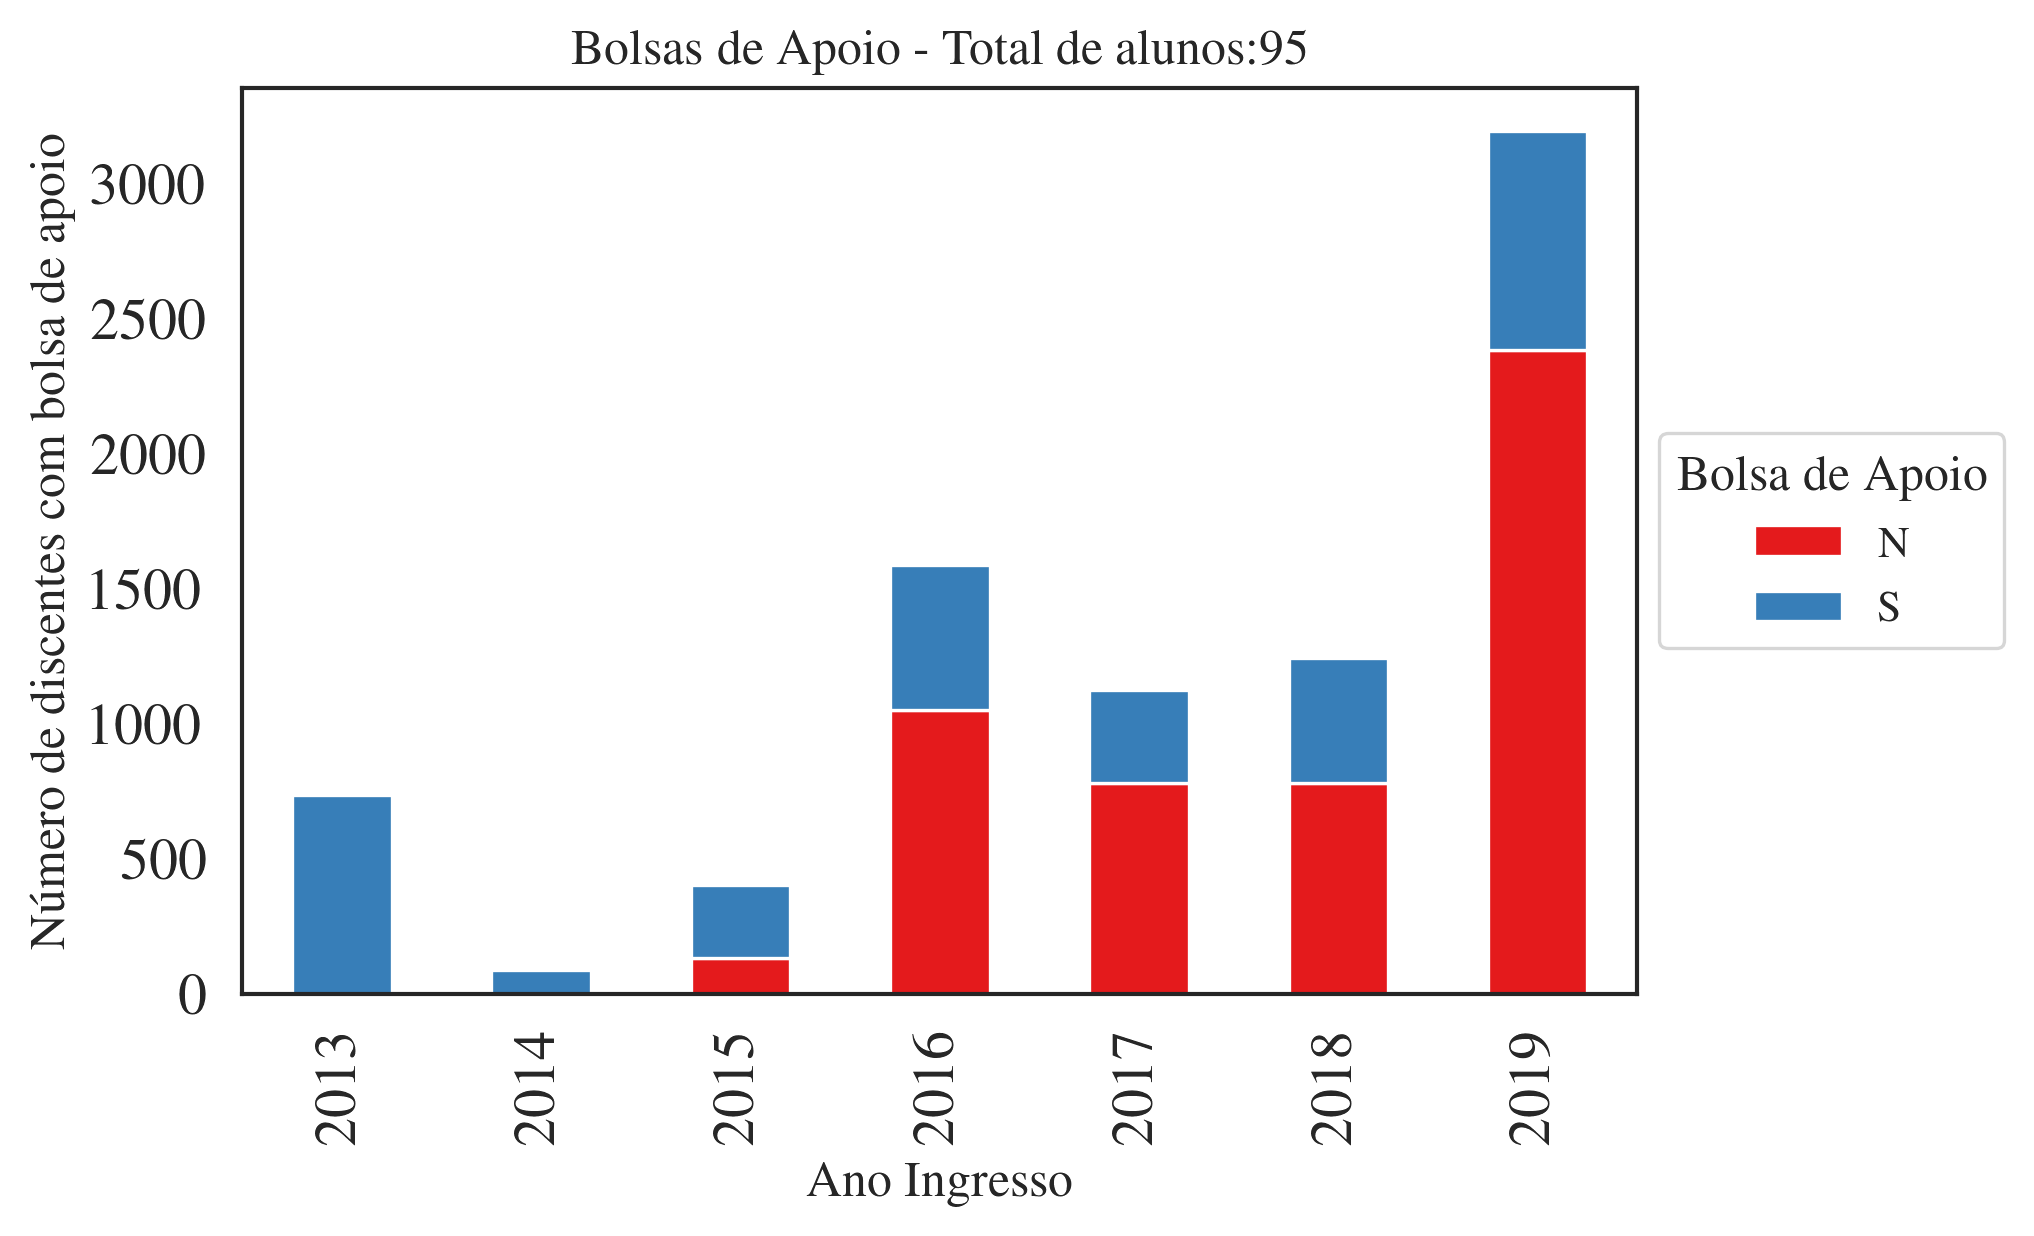 Bolsas de Apoio - Total de alunos:95
Número de discentes com bolsa de apoio
3000
2500
2000
1500
1000
500
0
2013
2014
2015
2016
2017
2018
2019
Ano Ingresso
Bolsa de Apoio
N
S